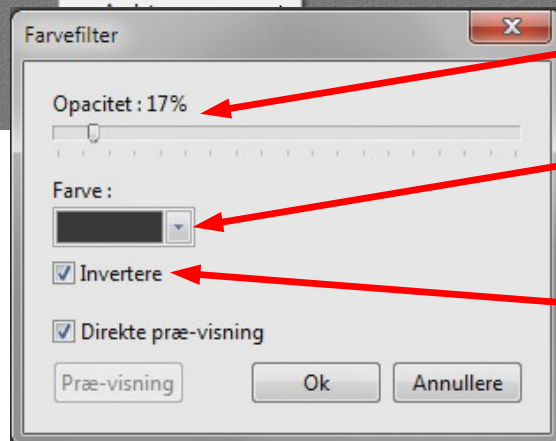 Farvefilter
Opacitet : 17%
Farve :
Invertere
Direkte præ-visning
Præ-visning
Ok
Annullere